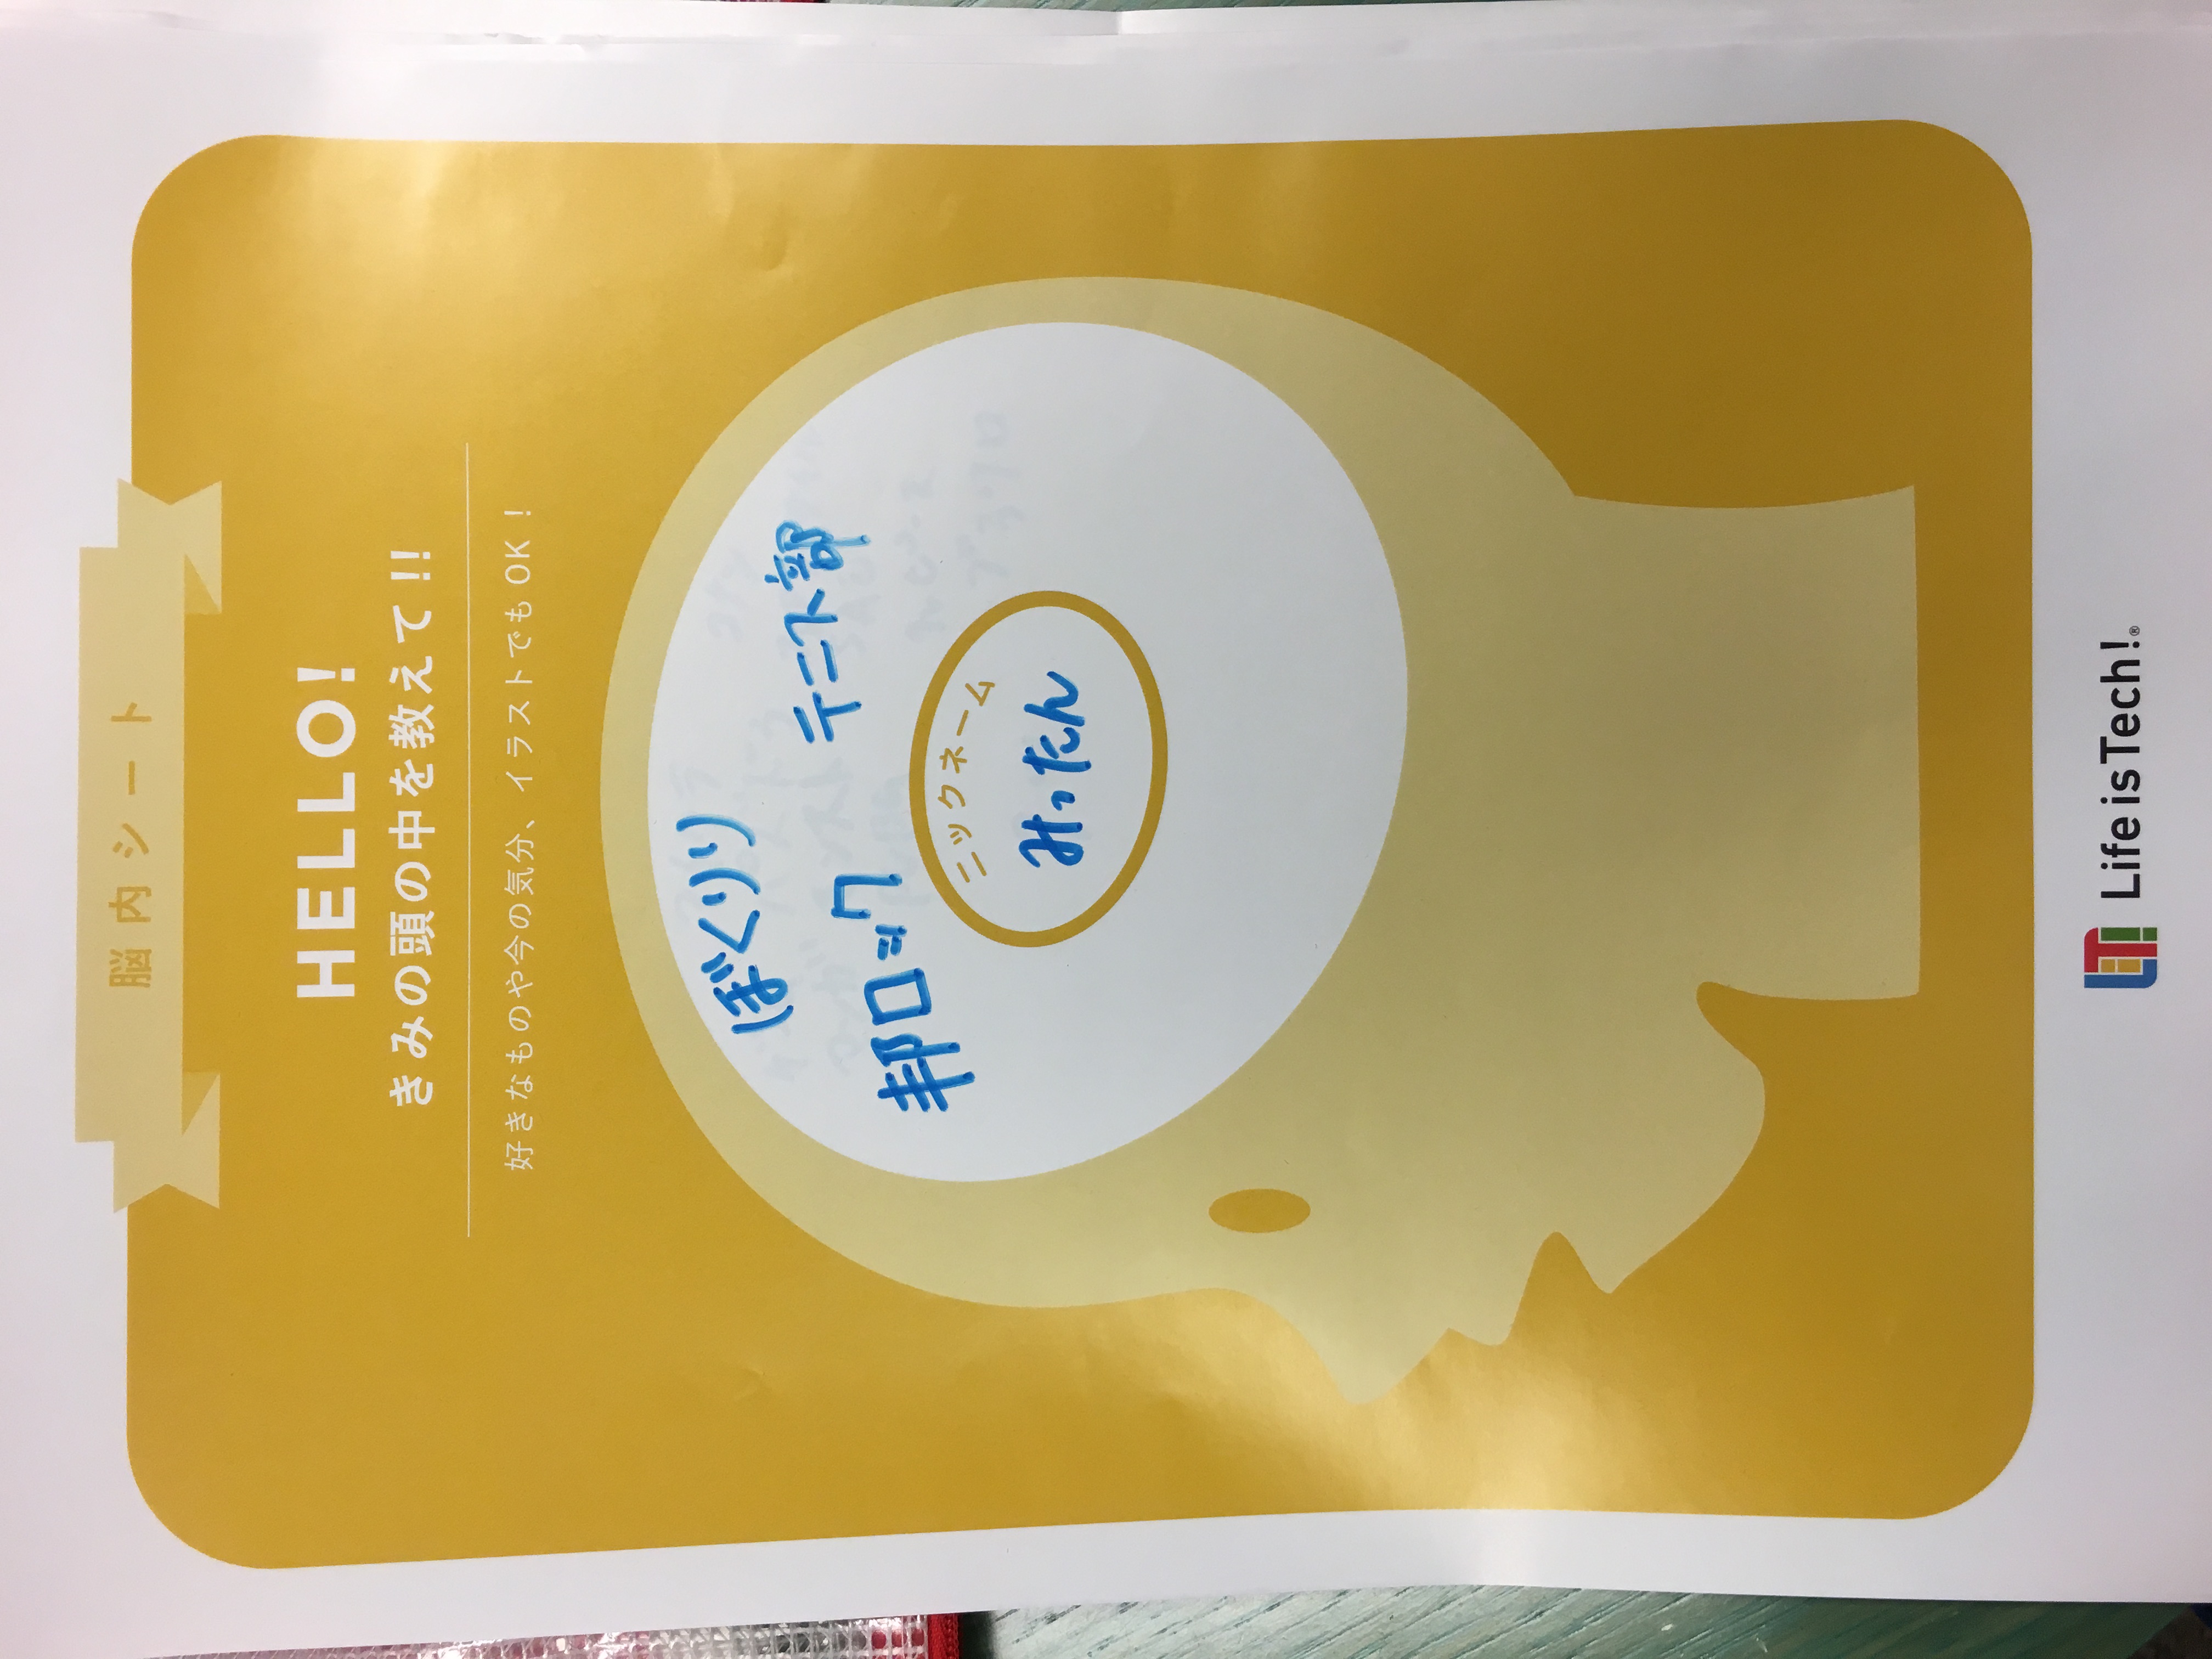 脳内シート
HELLO!
きみの頭の中を教えて!!
好きなものや今の気分、イラストでもOK！
ぼくりり
テニス部
邦ロック
ニックネーム
みったん
LiT!
Life is Tech!®